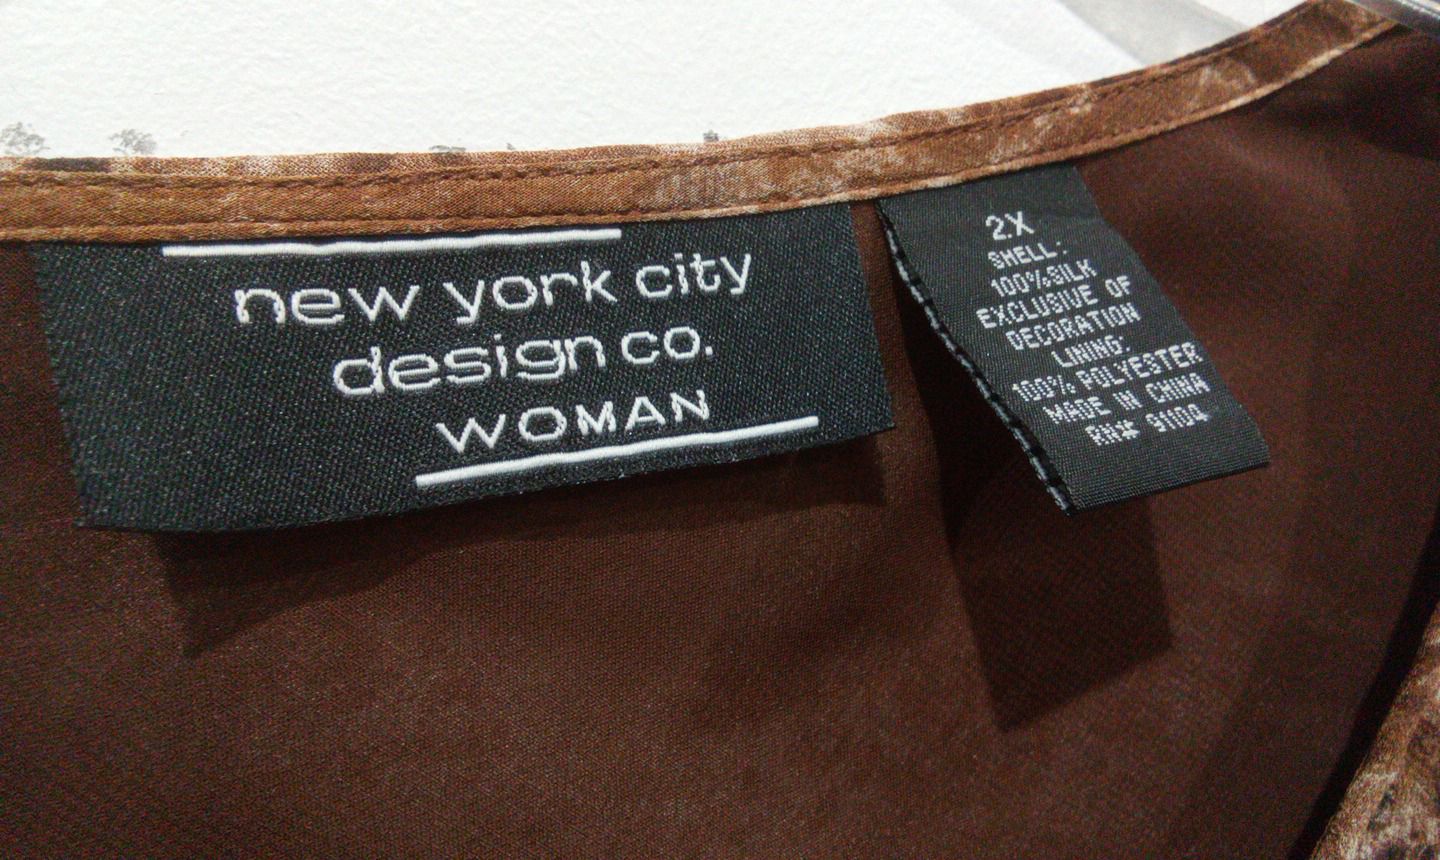 new york city
design co.
WOMAN
2X
SHELL:
100%SILK
EXCLUSIVE OF
DECORATION
LINING:
100% POLYESTER
MADE IN CHINA
RN# 91104